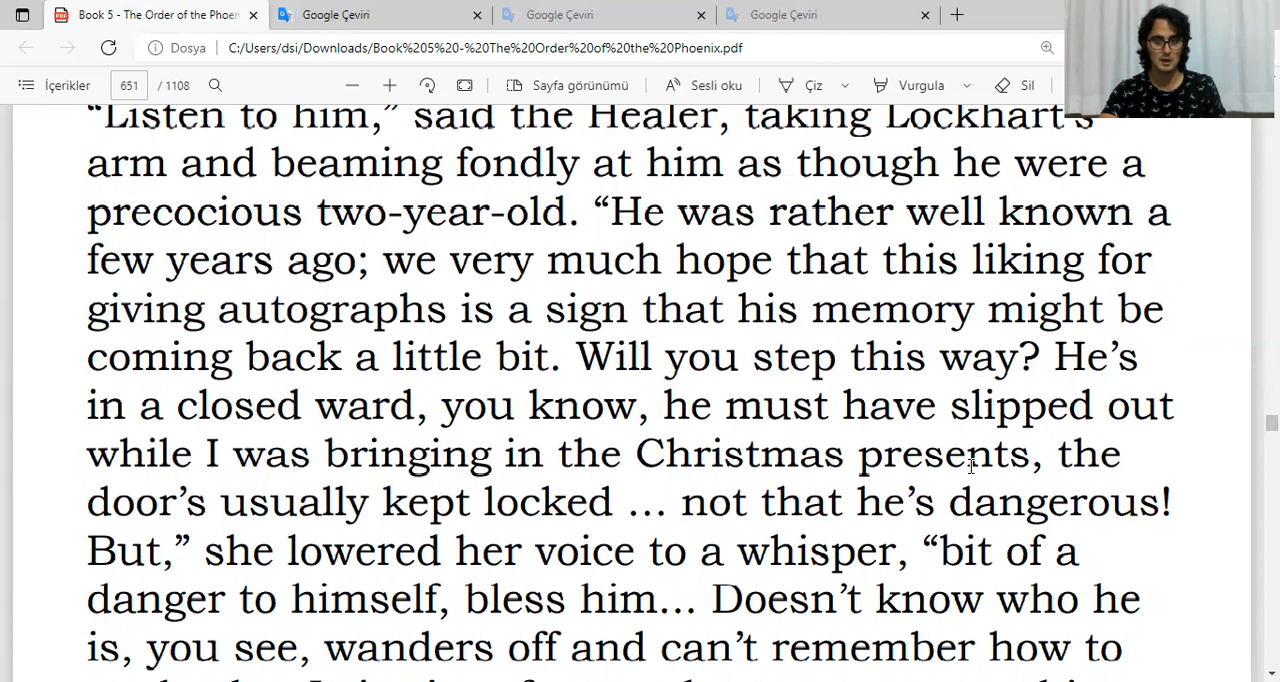 Book 5 - The Order of the Phoen
Google Çeviri
Google Çeviri
Google Çeviri
Dosya
C:/Users/dsi/Downloads/Book%205%20-%20The%20Order%20of%20the%20Phoenix.pdf
İçerikler
651
/ 1108
Sayfa görünümü
Sesli oku
Çiz
Vurgula
Sil
“Listen to him,” said the Healer, taking Lockhart’s
arm and beaming fondly at him as though he were a
precocious two-year-old. “He was rather well known a
few years ago; we very much hope that this liking for
giving autographs is a sign that his memory might be
coming back a little bit. Will you step this way? He’s
in a closed ward, you know, he must have slipped out
while I was bringing in the Christmas presents, the
door’s usually kept locked … not that he’s dangerous!
But,” she lowered her voice to a whisper, “bit of a
danger to himself, bless him… Doesn’t know who he
is, you see, wanders off and can’t remember how to